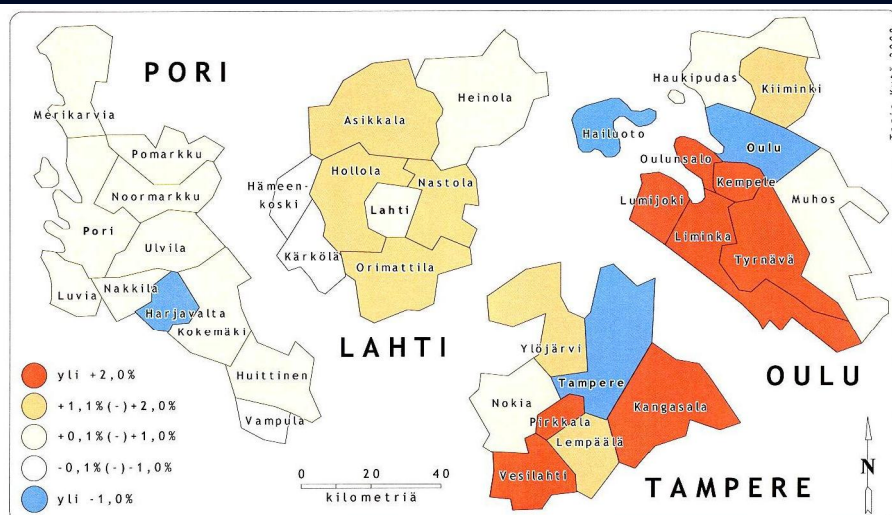 PORI
Merikarvia
Pomarkku
Noormarkku
Pori
Ulvila
Luvia
Nakkila
Harjavalta
Kokemäki
Huittinen
Vampula
LAHTI
Heinola
Asikkala
Hämeen-
koski
Hollola
Nastola
Lahti
Kärkölä
Orimattila
OULU
Haukipudas
Kiiminki
Hailuoto
Oulu
Oulunsalo
Kempele
Lumijoki
Muhos
Liminka
Tyrnävä
TAMPERE
Ylöjärvi
Tampere
Nokia
Pirkkala
Kangasala
Lempäälä
Vesilahti
yli +2,0%
+1,1%(-)+2,0%
+0,1%(-)+1,0%
-0,1%(-)-1,0%
yli -1,0%
0 20 40
kilometriä
N